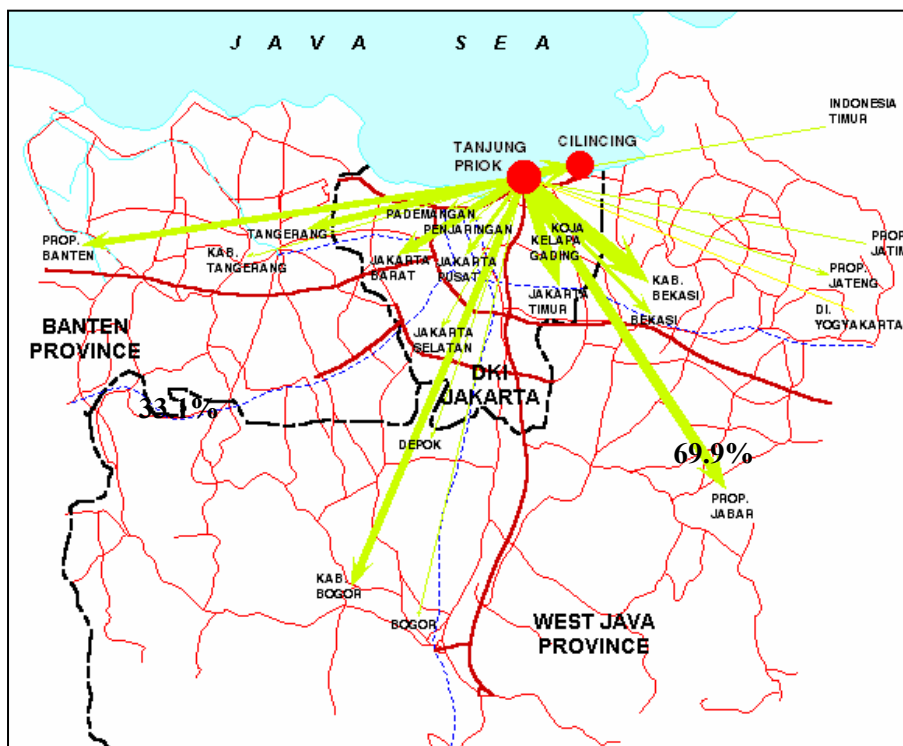 JAVA SEA
INDONESIA
TIMUR
TANJUNG
PRIOK
CILINCING
PADEMANGAN
PENJARINGAN
TANGERANG
KOJA
KELAPA
GADING
PROP.
BANTEN
KAB.
TANGERANG
JAKARTA
BARAT
JAKARTA
PUSAT
PROP.
JATIM
PROP.
JATENG
KAB.
BEKASI
JAKARTA
TIMUR
BEKASI
DI.
YOGYAKARTA
BANTEN
PROVINCE
JAKARTA
SELATAN
DKI
JAKARTA
33.1%
DEPOK
69.9%
PROP.
JABAR
KAB.
BOGOR
BOGOR
WEST JAVA
PROVINCE